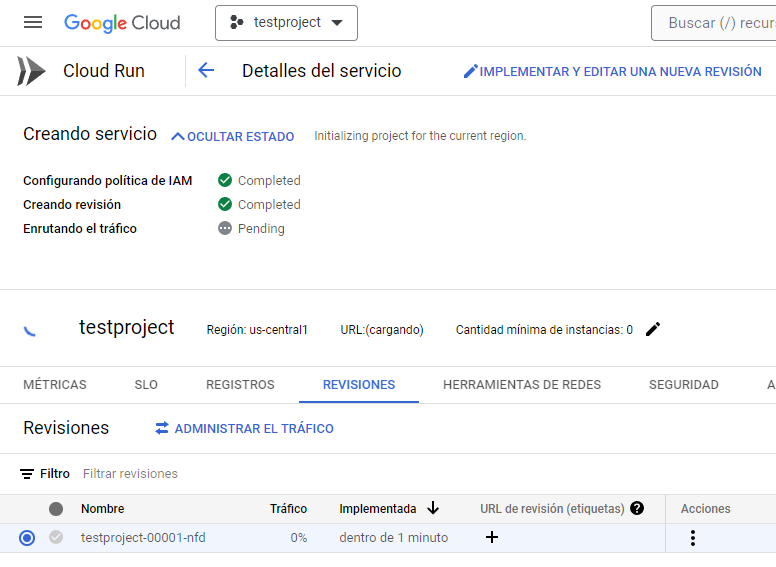 Google Cloud
testproject
Buscar (/) recur
Cloud Run
Detalles del servicio
IMPLEMENTAR Y EDITAR UNA NUEVA REVISIÓN
Creando servicio
OCULTAR ESTADO
Initializing project for the current region.
Configurando política de IAM Completed
Creando revisión Completed
Enrutando el tráfico Pending
testproject
Región: us-central1
URL:(cargando)
Cantidad mínima de instancias: 0
MÉTRICAS
SLO
REGISTROS
REVISIONES
HERRAMIENTAS DE REDES
SEGURIDAD
A
Revisiones
ADMINISTRAR EL TRÁFICO
Filtro Filtrar revisiones
Nombre Tráfico Implementada URL de revisión (etiquetas) Acciones
testproject-00001-nfd 0% dentro de 1 minuto